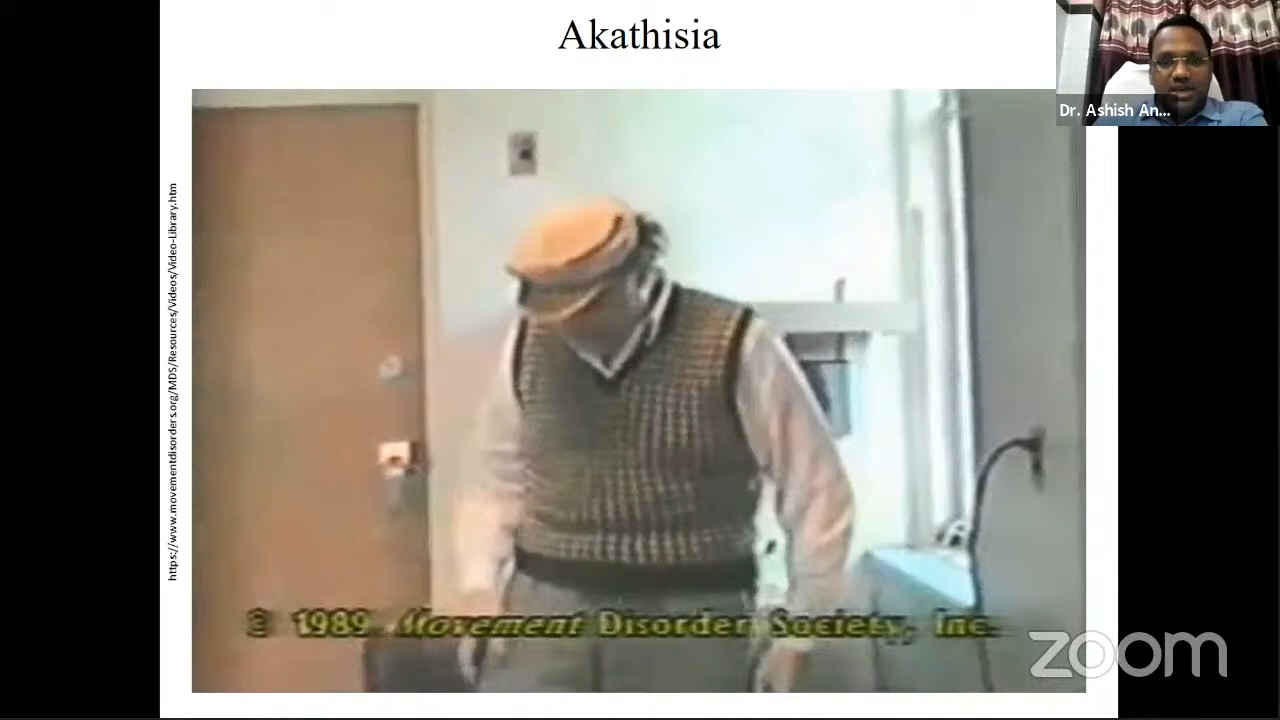 Akathisia
Dr. Ashish An...
https://www.movementdisorders.org/MDS/Resources/Videos/Video-Library.htm
© 1989 Movement Disorder Society, Inc.
zoom